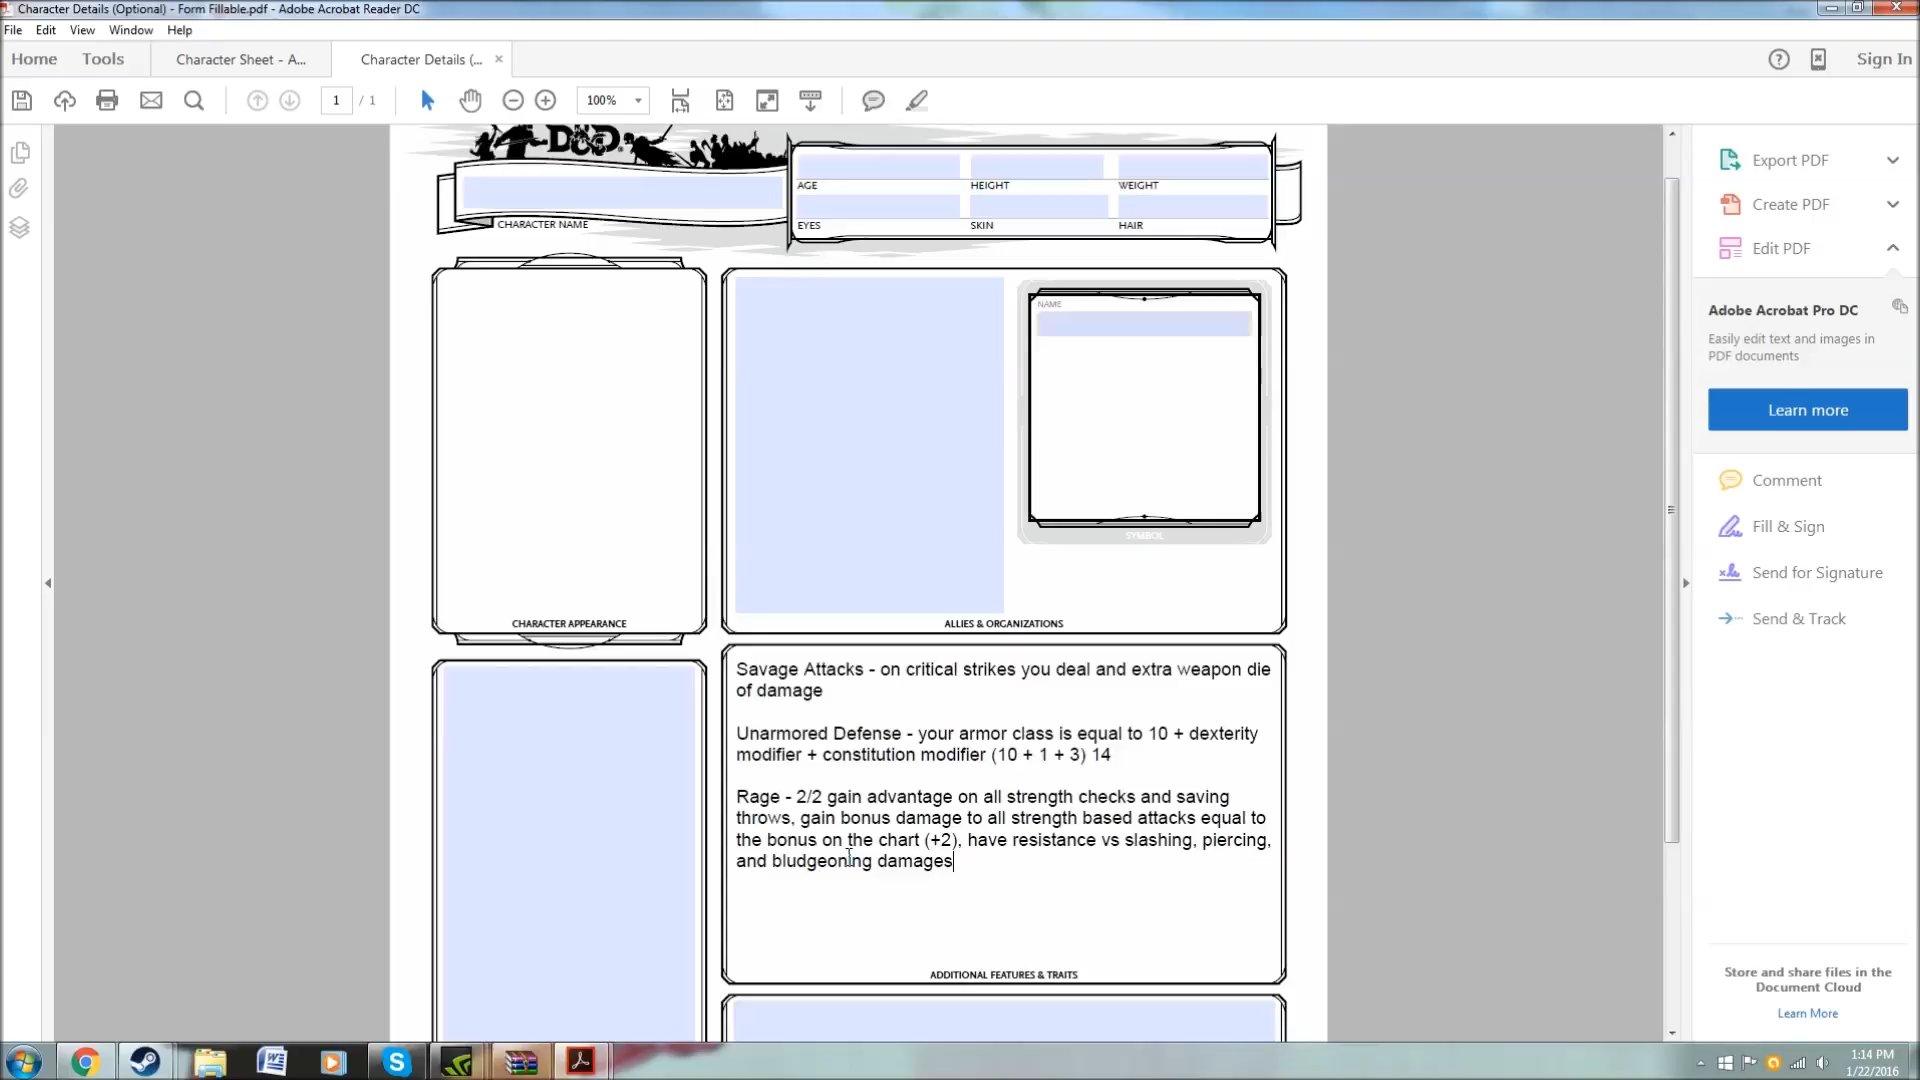 Character Details (Optional) - Form Fillable.pdf - Adobe Acrobat Reader DC
File Edit View Window Help
Home Tools Character Sheet - A... Character Details (... × Sign In
1 / 1 100%
D&D
AGE HEIGHT WEIGHT
CHARACTER NAME EYES SKIN HAIR
NAME
SYMBOL
CHARACTER APPEARANCE ALLIES & ORGANIZATIONS
Savage Attacks - on critical strikes you deal and extra weapon die
of damage
Unarmored Defense - your armor class is equal to 10 + dexterity
modifier + constitution modifier (10 + 1 + 3) 14
Rage - 2/2 gain advantage on all strength checks and saving
throws, gain bonus damage to all strength based attacks equal to
the bonus on the chart (+2), have resistance vs slashing, piercing,
and bludgeoning damages
ADDITIONAL FEATURES & TRAITS
Export PDF
Create PDF
Edit PDF
Adobe Acrobat Pro DC
Easily edit text and images in
PDF documents
Learn more
Comment
Fill & Sign
Send for Signature
Send & Track
Store and share files in the
Document Cloud
Learn More
1:14 PM
1/22/2016